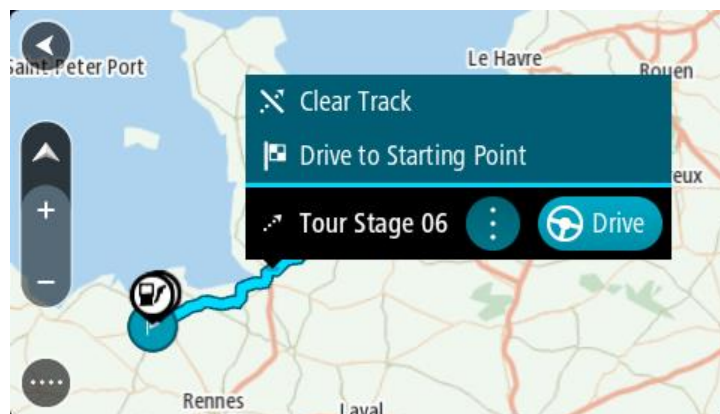 Saint Peter Port
Le Havre
Rouen
Clear Track
Drive to Starting Point
eux
Tour Stage 06
Drive
Rennes
Laval